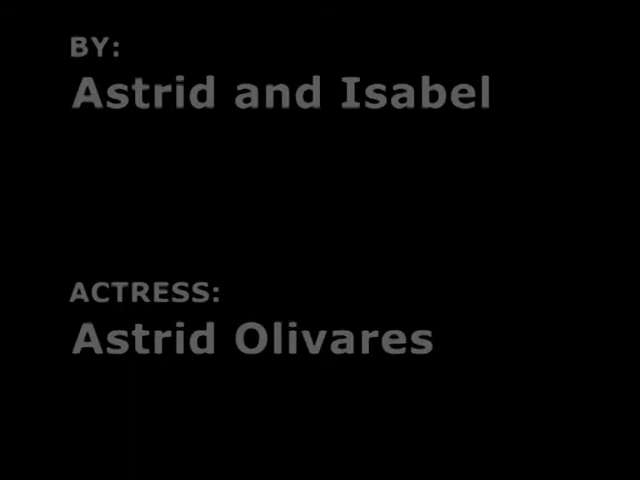 BY:
Astrid and Isabel
ACTRESS:
Astrid Olivares